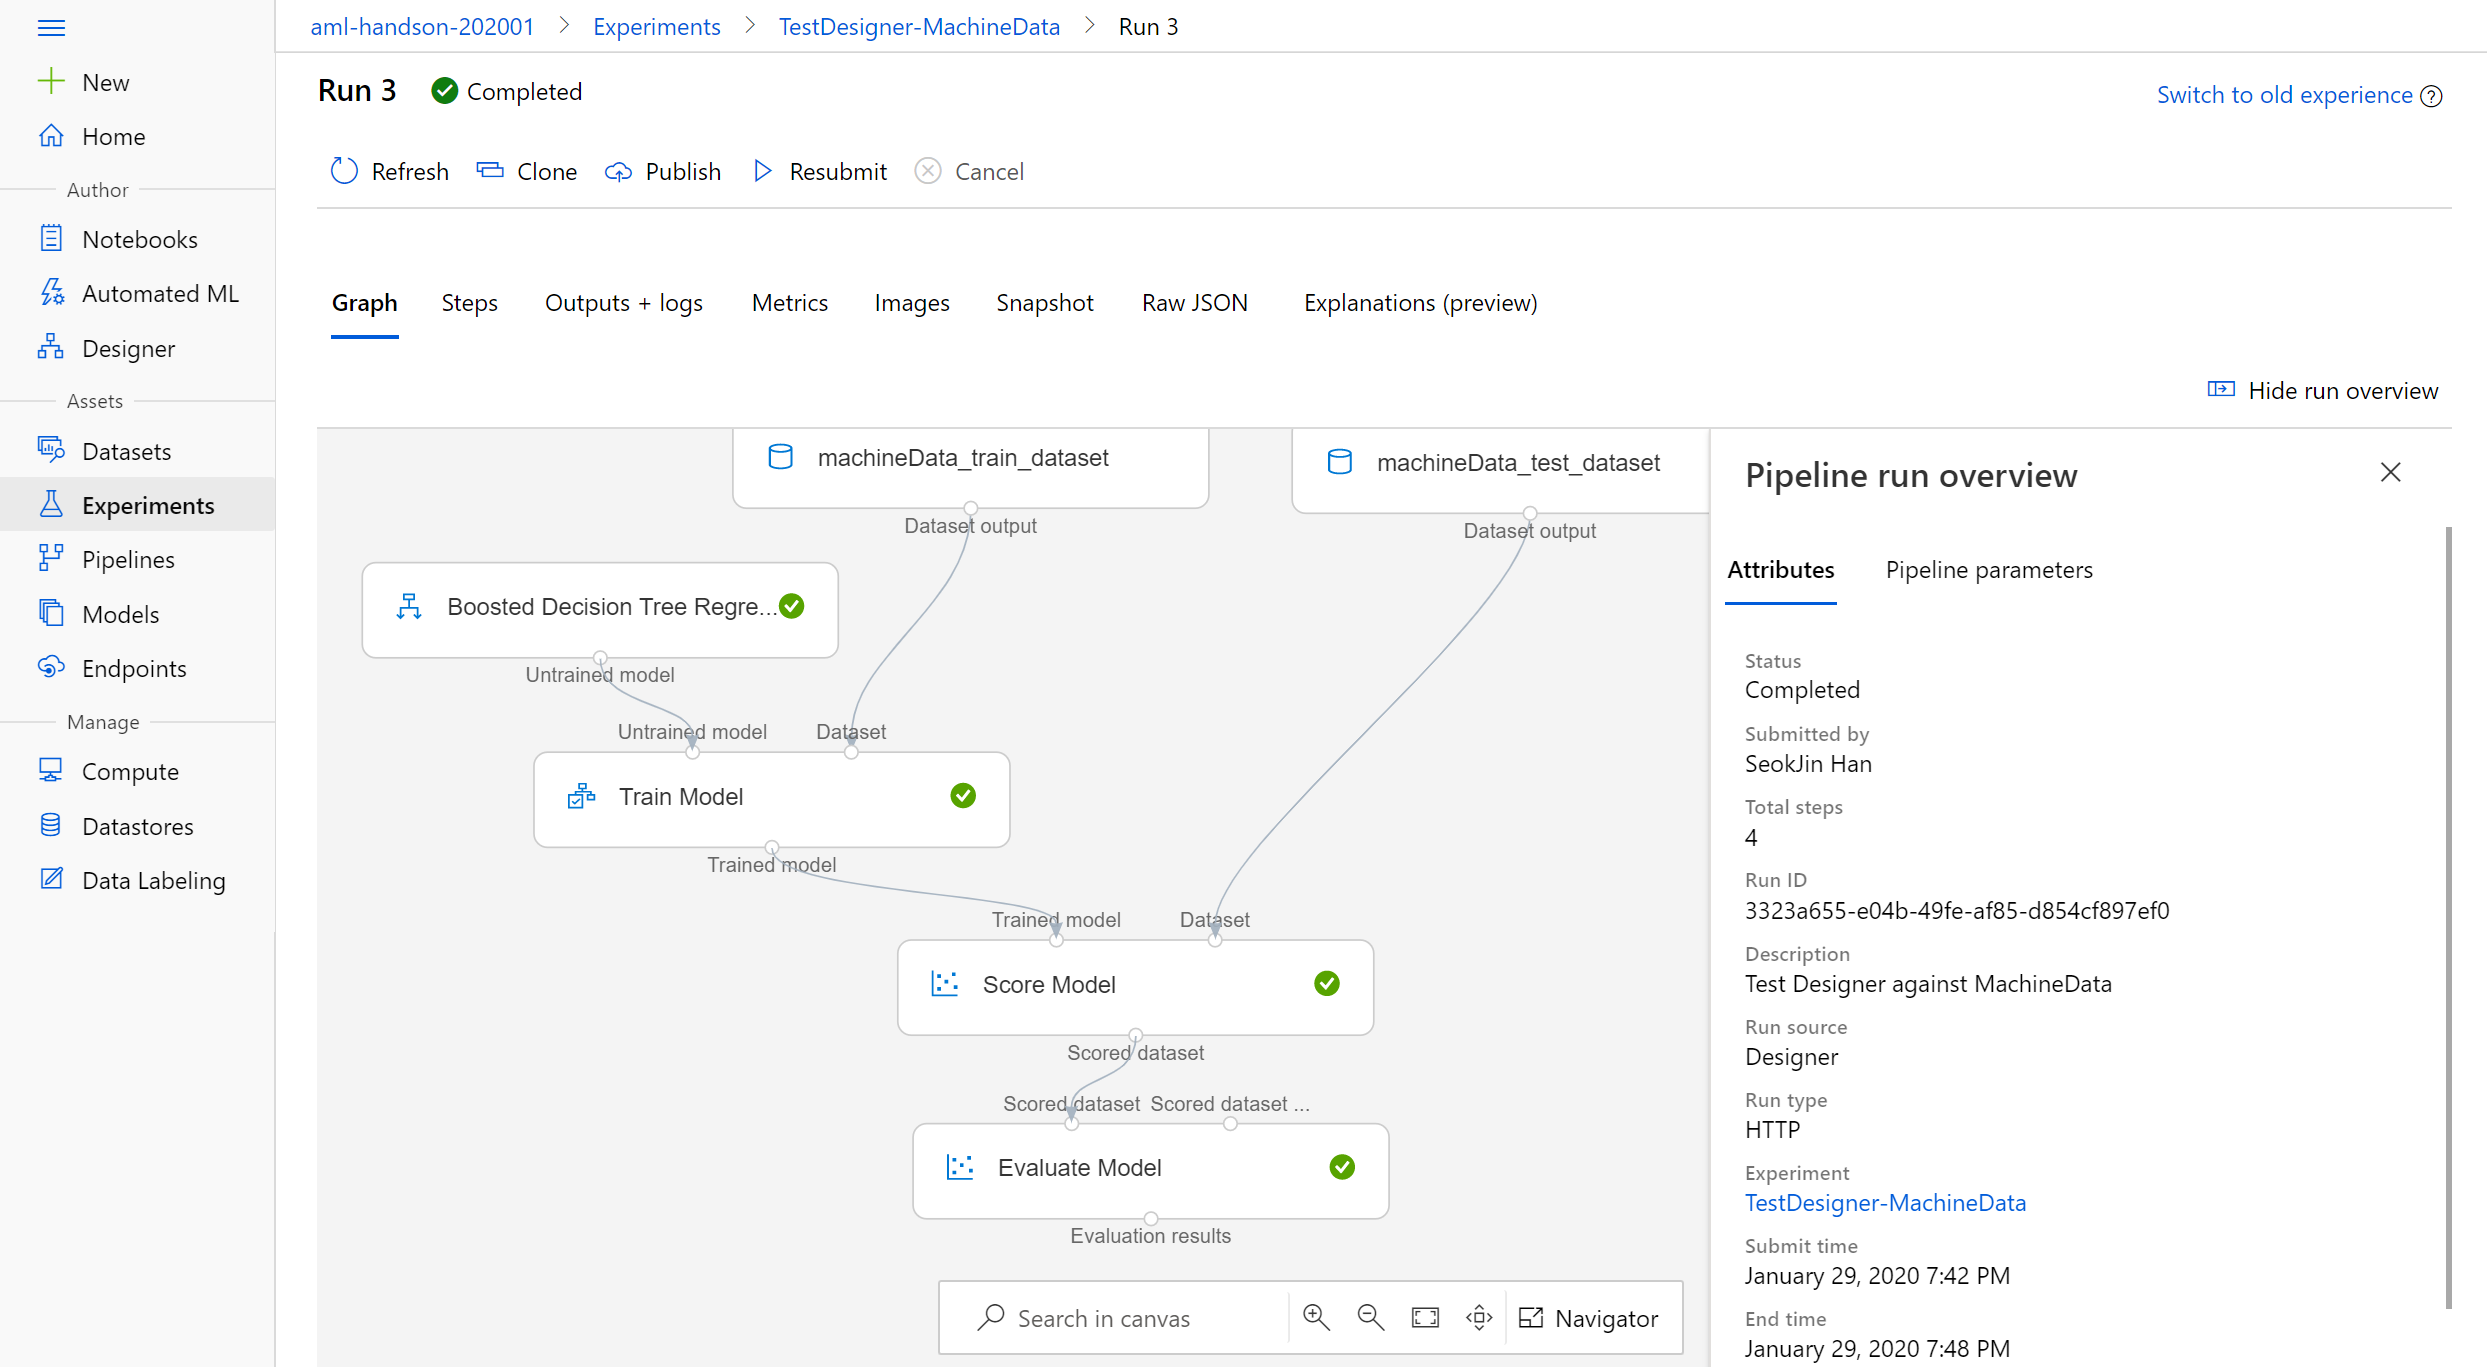 aml-handson-202001 > Experiments > TestDesigner-MachineData > Run 3
New
Home
Author
Notebooks
Automated ML
Designer
Assets
Datasets
Experiments
Pipelines
Models
Endpoints
Manage
Compute
Datastores
Data Labeling
Run 3 Completed
Switch to old experience
Refresh Clone Publish Resubmit Cancel
Graph Steps Outputs + logs Metrics Images Snapshot Raw JSON Explanations (preview)
Hide run overview
machineData_train_dataset
Dataset output
machineData_test_dataset
Dataset output
Boosted Decision Tree Regre...
Untrained model
Untrained model Dataset
Train Model
Trained model
Trained model Dataset
Score Model
Scored dataset
Scored dataset Scored dataset ...
Evaluate Model
Evaluation results
Search in canvas Navigator
Pipeline run overview
Attributes Pipeline parameters
Status
Completed
Submitted by
SeokJin Han
Total steps
4
Run ID
3323a655-e04b-49fe-af85-d854cf897ef0
Description
Test Designer against MachineData
Run source
Designer
Run type
HTTP
Experiment
TestDesigner-MachineData
Submit time
January 29, 2020 7:42 PM
End time
January 29, 2020 7:48 PM